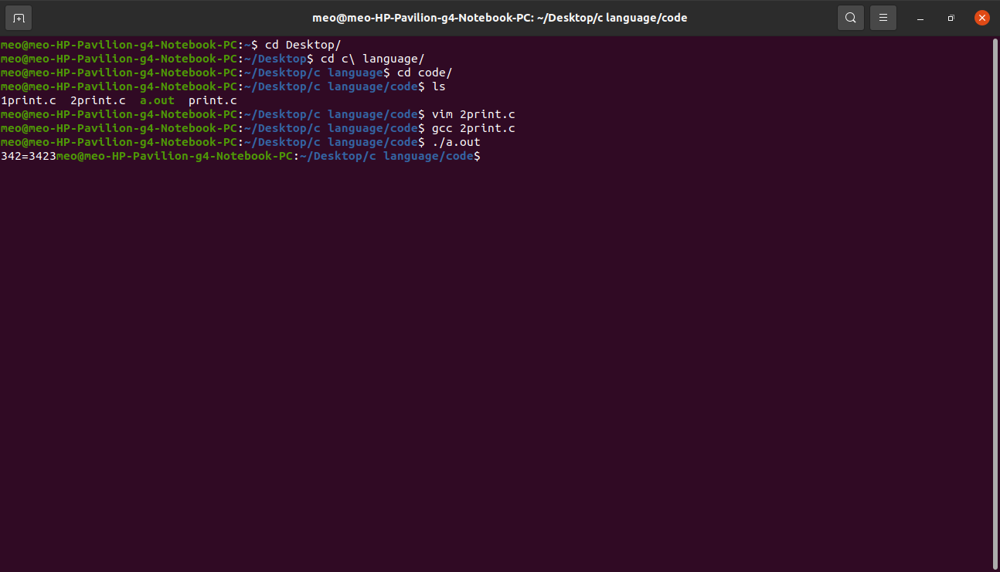 meo@meo-HP-Pavilion-g4-Notebook-PC: ~/Desktop/c language/code
meo@meo-HP-Pavilion-g4-Notebook-PC:~$ cd Desktop/
meo@meo-HP-Pavilion-g4-Notebook-PC:~/Desktop$ cd c\ language/
meo@meo-HP-Pavilion-g4-Notebook-PC:~/Desktop/c language$ cd code/
meo@meo-HP-Pavilion-g4-Notebook-PC:~/Desktop/c language/code$ ls
1print.c  2print.c  a.out  print.c
meo@meo-HP-Pavilion-g4-Notebook-PC:~/Desktop/c language/code$ vim 2print.c
meo@meo-HP-Pavilion-g4-Notebook-PC:~/Desktop/c language/code$ gcc 2print.c
meo@meo-HP-Pavilion-g4-Notebook-PC:~/Desktop/c language/code$ ./a.out
342=3423meo@meo-HP-Pavilion-g4-Notebook-PC:~/Desktop/c language/code$